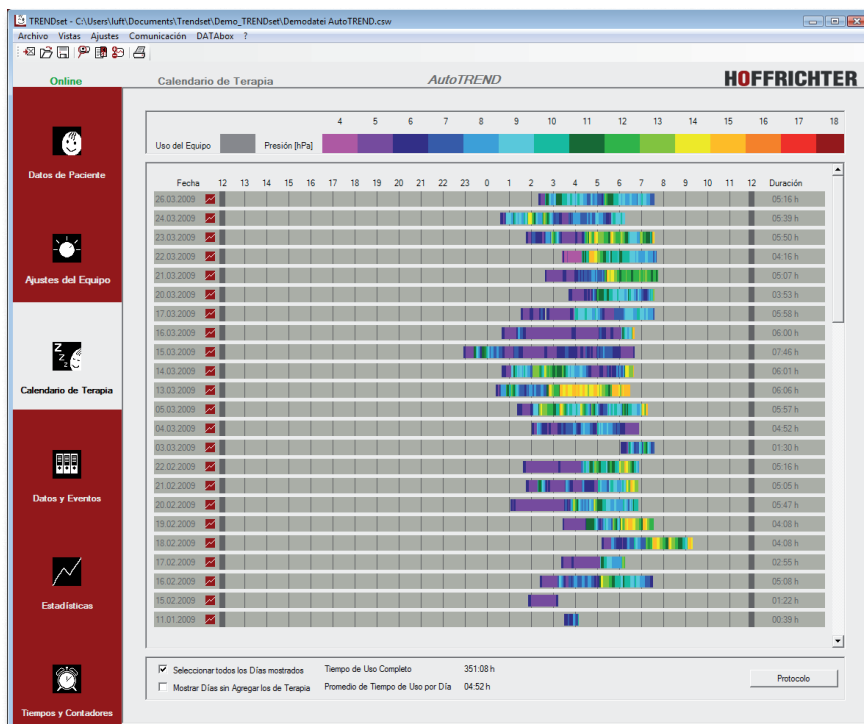 TRENDset - C:\Users\luft\Documents\Trendset\Demo_TRENDset\Demodatei AutoTREND.csw
Archivo Vistas Ajustes Comunicación DATAbox ?
Online Calendario de Terapia AutoTREND HOFFRICHTER
4 5 6 7 8 9 10 11 12 13 14 15 16 17 18
Uso del Equipo Presión [hPa]
Datos de Paciente
Ajustes del Equipo
Calendario de Terapia
Datos y Eventos
Estadísticas
Tiempos y Contadores
Fecha 12 13 14 15 16 17 18 19 20 21 22 23 0 1 2 3 4 5 6 7 8 9 10 11 12 Duración
26.03.2009 05:16 h
24.03.2009 05:39 h
23.03.2009 05:50 h
22.03.2009 04:16 h
21.03.2009 05:07 h
20.03.2009 03:53 h
17.03.2009 05:58 h
16.03.2009 06:00 h
15.03.2009 07:46 h
14.03.2009 06:01 h
13.03.2009 06:06 h
05.03.2009 05:57 h
04.03.2009 04:52 h
03.03.2009 01:30 h
22.02.2009 05:16 h
21.02.2009 05:05 h
20.02.2009 05:47 h
19.02.2009 04:08 h
18.02.2009 04:08 h
17.02.2009 02:55 h
16.02.2009 05:08 h
15.02.2009 01:22 h
11.01.2009 00:39 h
Seleccionar todos los Días mostrados Tiempo de Uso Completo 351:08 h
Mostrar Días sin Agregar los de Terapia Promedio de Tiempo de Uso por Día 04:52 h
Protocolo